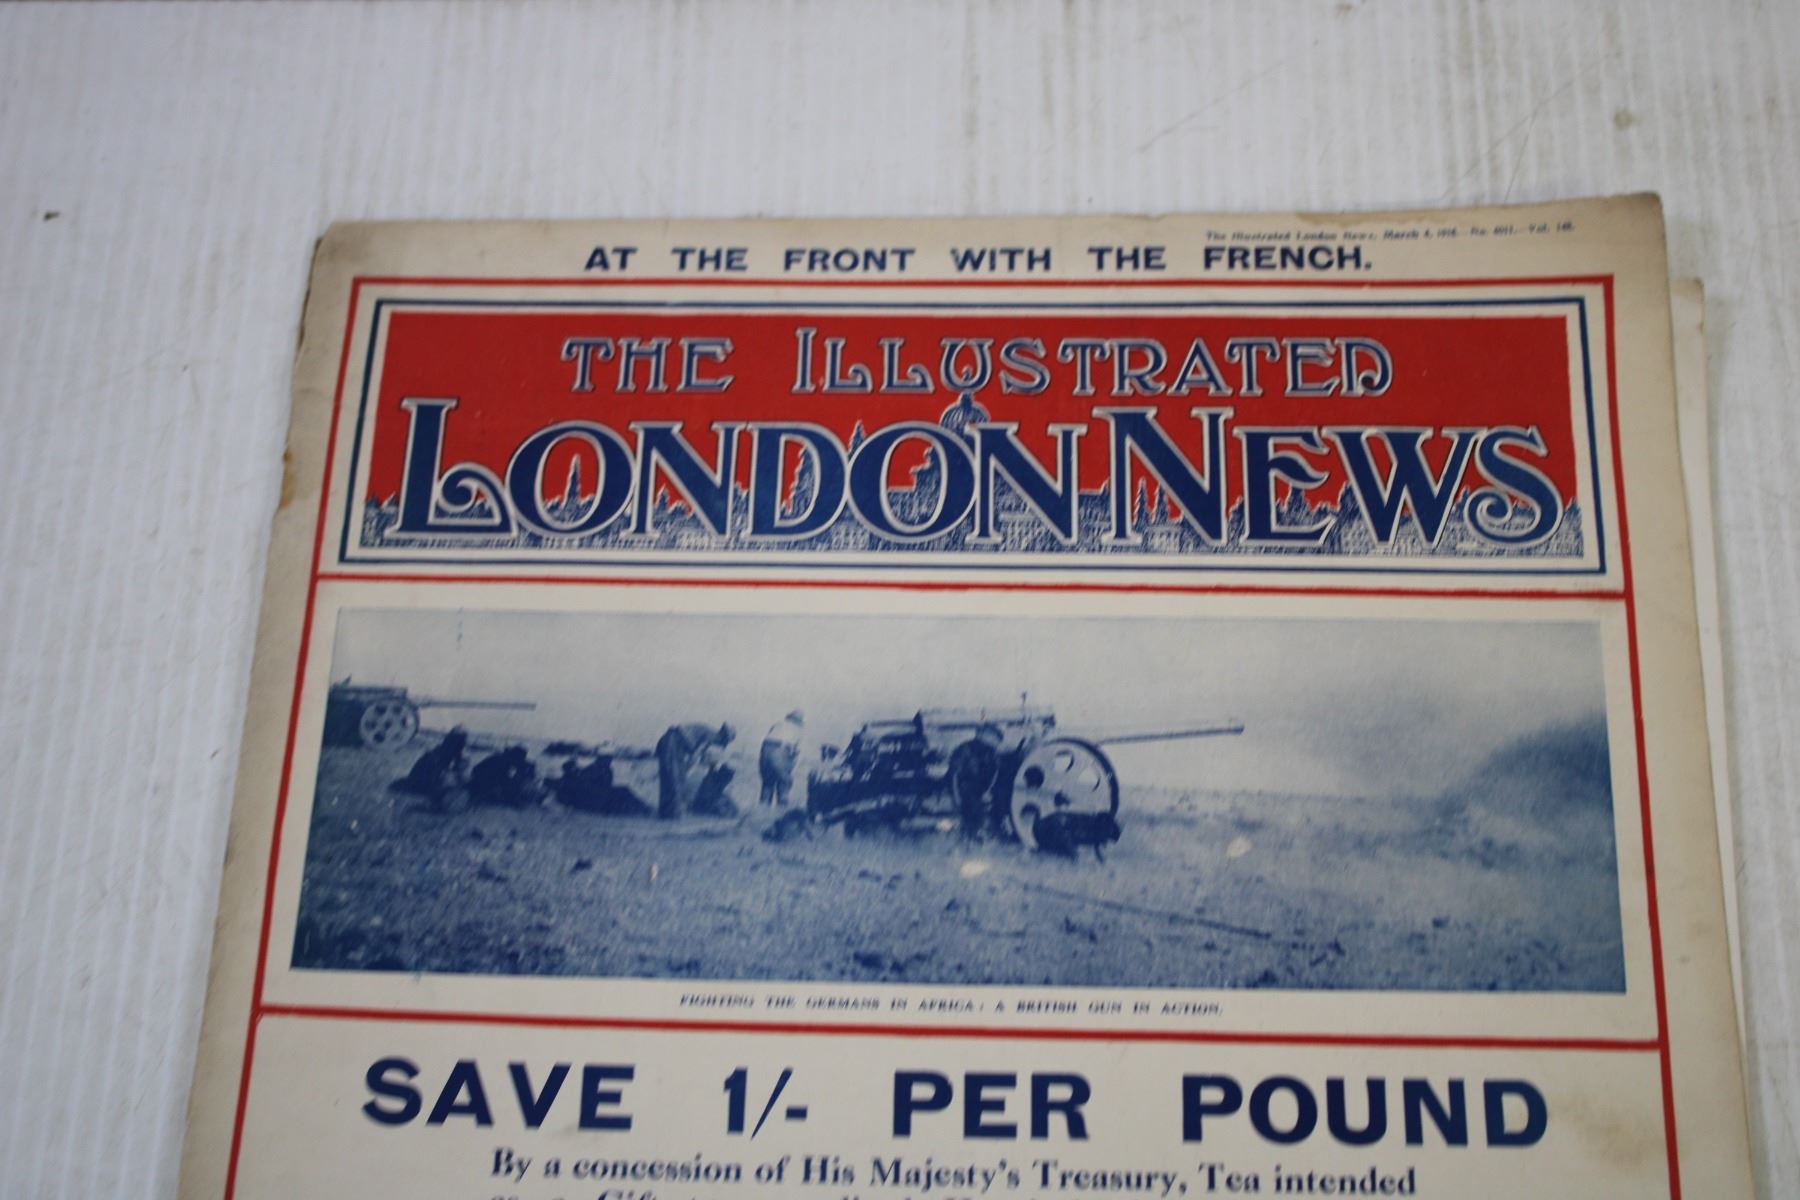 The Illustrated London News, March 4, 1916.—No. 4011.—Vol. 148.
AT THE FRONT WITH THE FRENCH.
THE ILLUSTRATED
LONDON NEWS
FIGHTING THE GERMANS IN AFRICA: A BRITISH GUN IN ACTION.
SAVE 1/- PER POUND
By a concession of His Majesty's Treasury, Tea intended